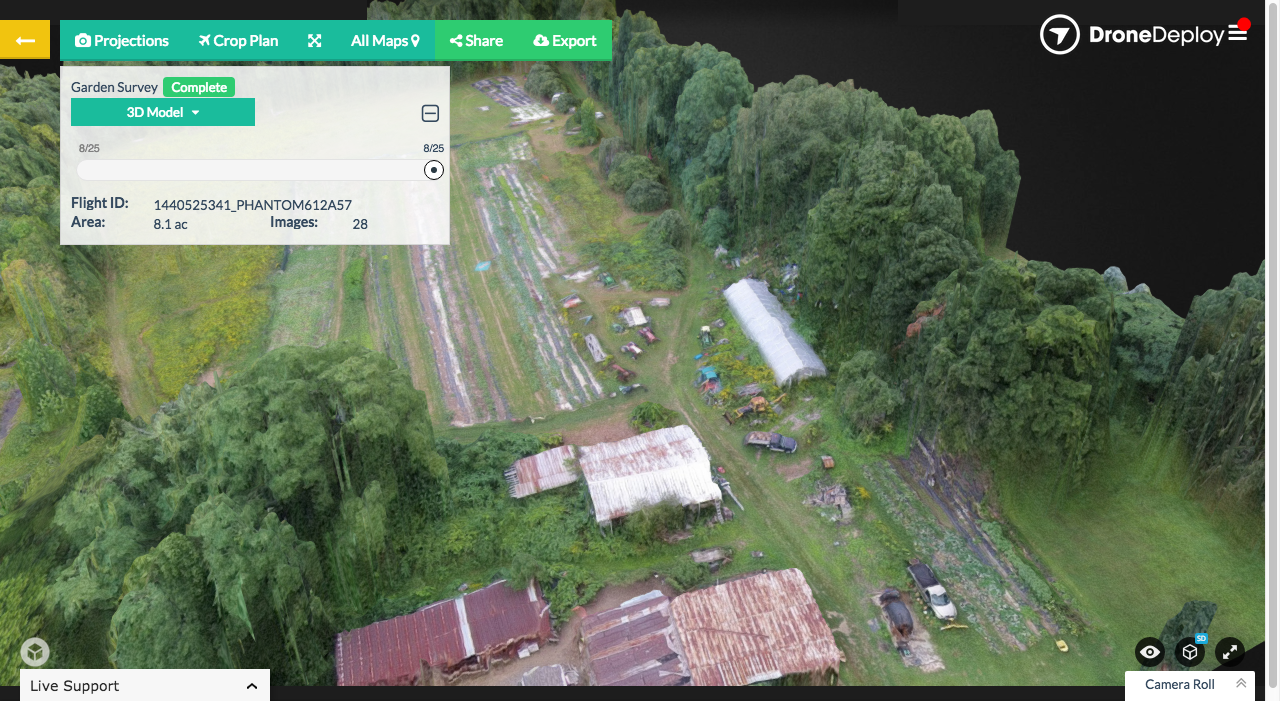 Projections Crop Plan All Maps Share Export
DroneDeploy
Garden Survey Complete
3D Model
8/25 8/25
Flight ID: 1440525341_PHANTOM612A57
Area: 8.1 ac Images: 28
SD
Live Support
Camera Roll